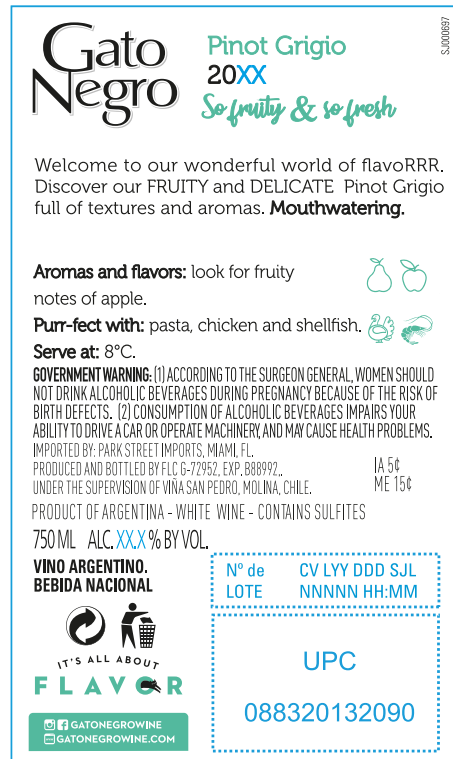 Gato
Negro
Pinot Grigio
20XX
So fruity & so fresh
SJ000697
Welcome to our wonderful world of flavoRRR.
Discover our FRUITY and DELICATE Pinot Grigio
full of textures and aromas. Mouthwatering.
Aromas and flavors: look for fruity
notes of apple.
Purr-fect with: pasta, chicken and shellfish.
Serve at: 8°C.
GOVERNMENT WARNING: (1) ACCORDING TO THE SURGEON GENERAL, WOMEN SHOULD
NOT DRINK ALCOHOLIC BEVERAGES DURING PREGNANCY BECAUSE OF THE RISK OF
BIRTH DEFECTS. (2) CONSUMPTION OF ALCOHOLIC BEVERAGES IMPAIRS YOUR
ABILITY TO DRIVE A CAR OR OPERATE MACHINERY, AND MAY CAUSE HEALTH PROBLEMS.
IMPORTED BY: PARK STREET IMPORTS, MIAMI, FL.
PRODUCED AND BOTTLED BY FLC G-72952, EXP. B88992,.
UNDER THE SUPERVISION OF VIÑA SAN PEDRO, MOLINA, CHILE.
IA 5¢
ME 15¢
PRODUCT OF ARGENTINA - WHITE WINE - CONTAINS SULFITES
750 ML ALC. XX.X % BY VOL.
VINO ARGENTINO.
BEBIDA NACIONAL
Nº de LOTE
CV LYY DDD SJL
NNNNN HH:MM
IT'S ALL ABOUT
FLAVOR
GATONEGROWINE
GATONEGROWINE.COM
UPC
088320132090